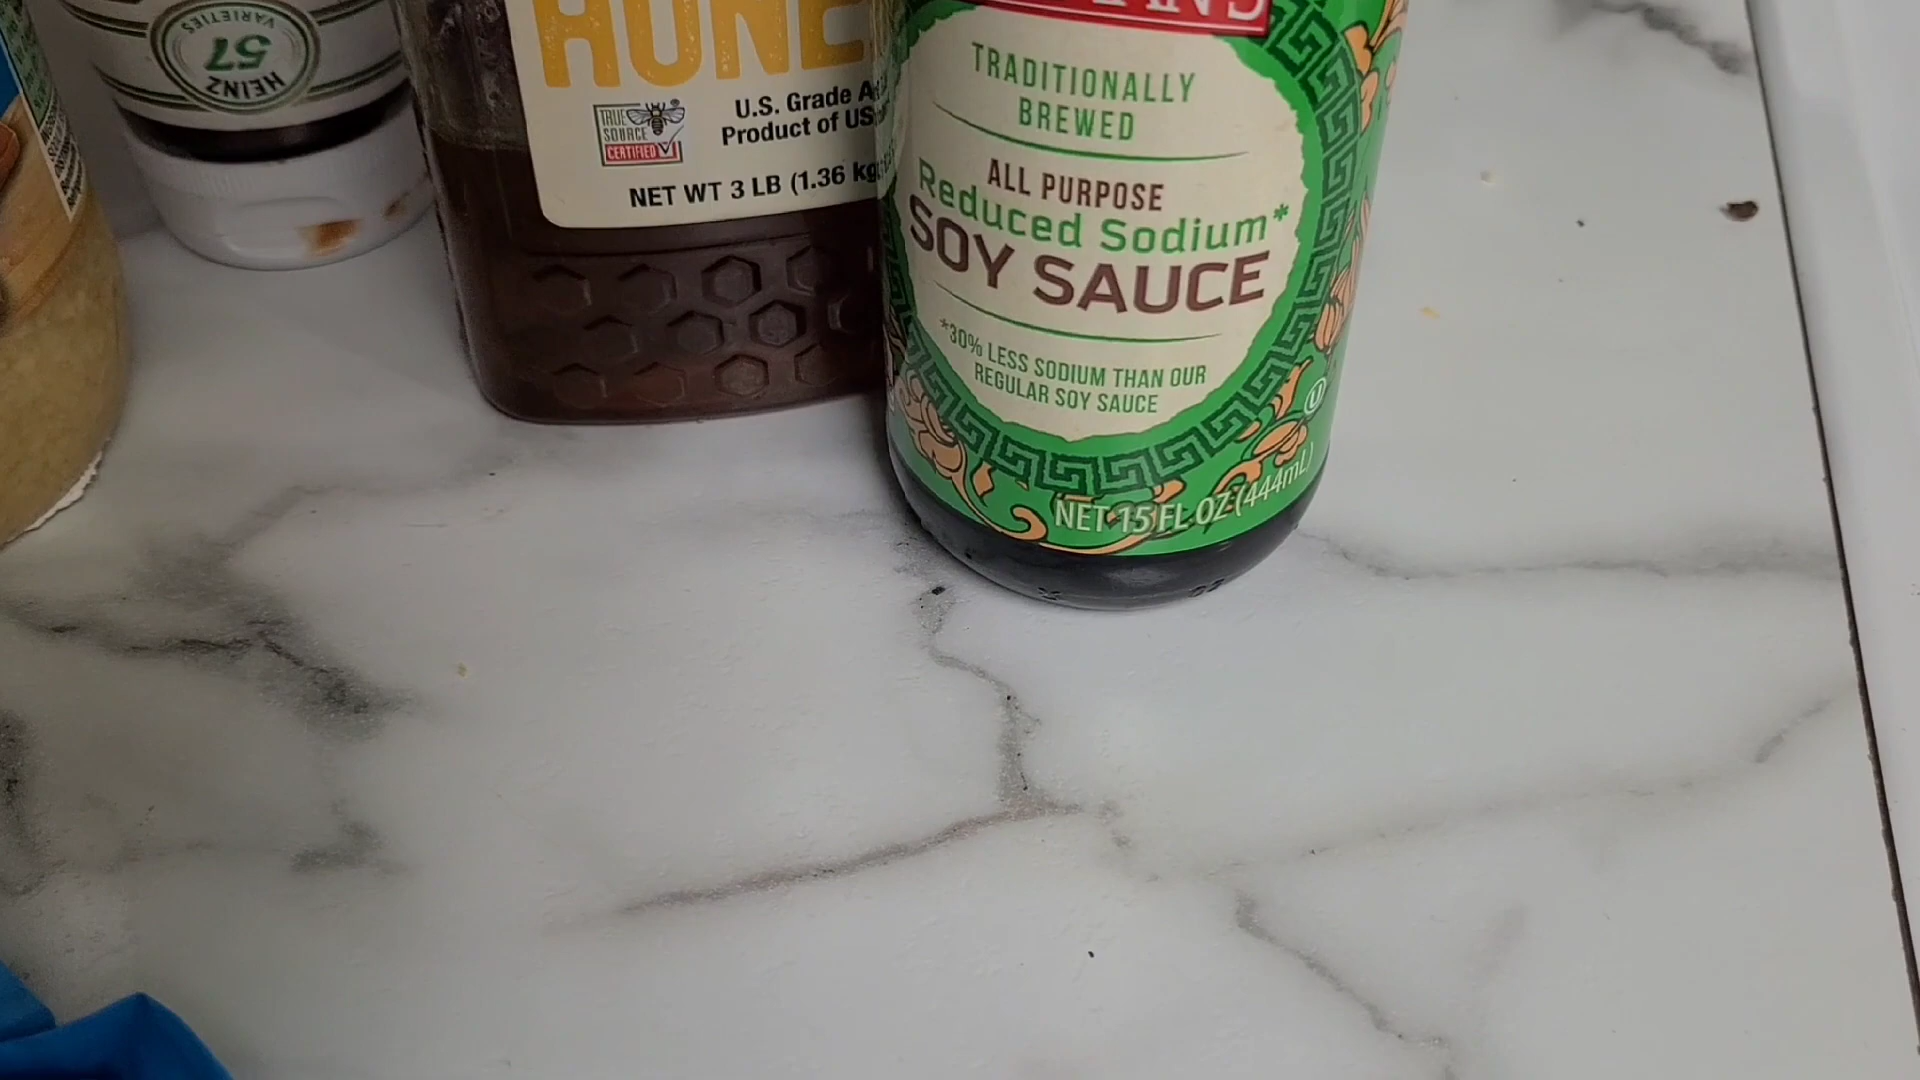 57
HEINZ
VARIETIES
HONE
TRUE
SOURCE
CERTIFIED
U.S. Grade A
Product of US
NET WT 3 LB (1.36 kg
TRADITIONALLY
BREWED
ALL PURPOSE
Reduced Sodium*
SOY SAUCE
*30% LESS SODIUM THAN OUR
REGULAR SOY SAUCE
NET 15 FL OZ (444mL)